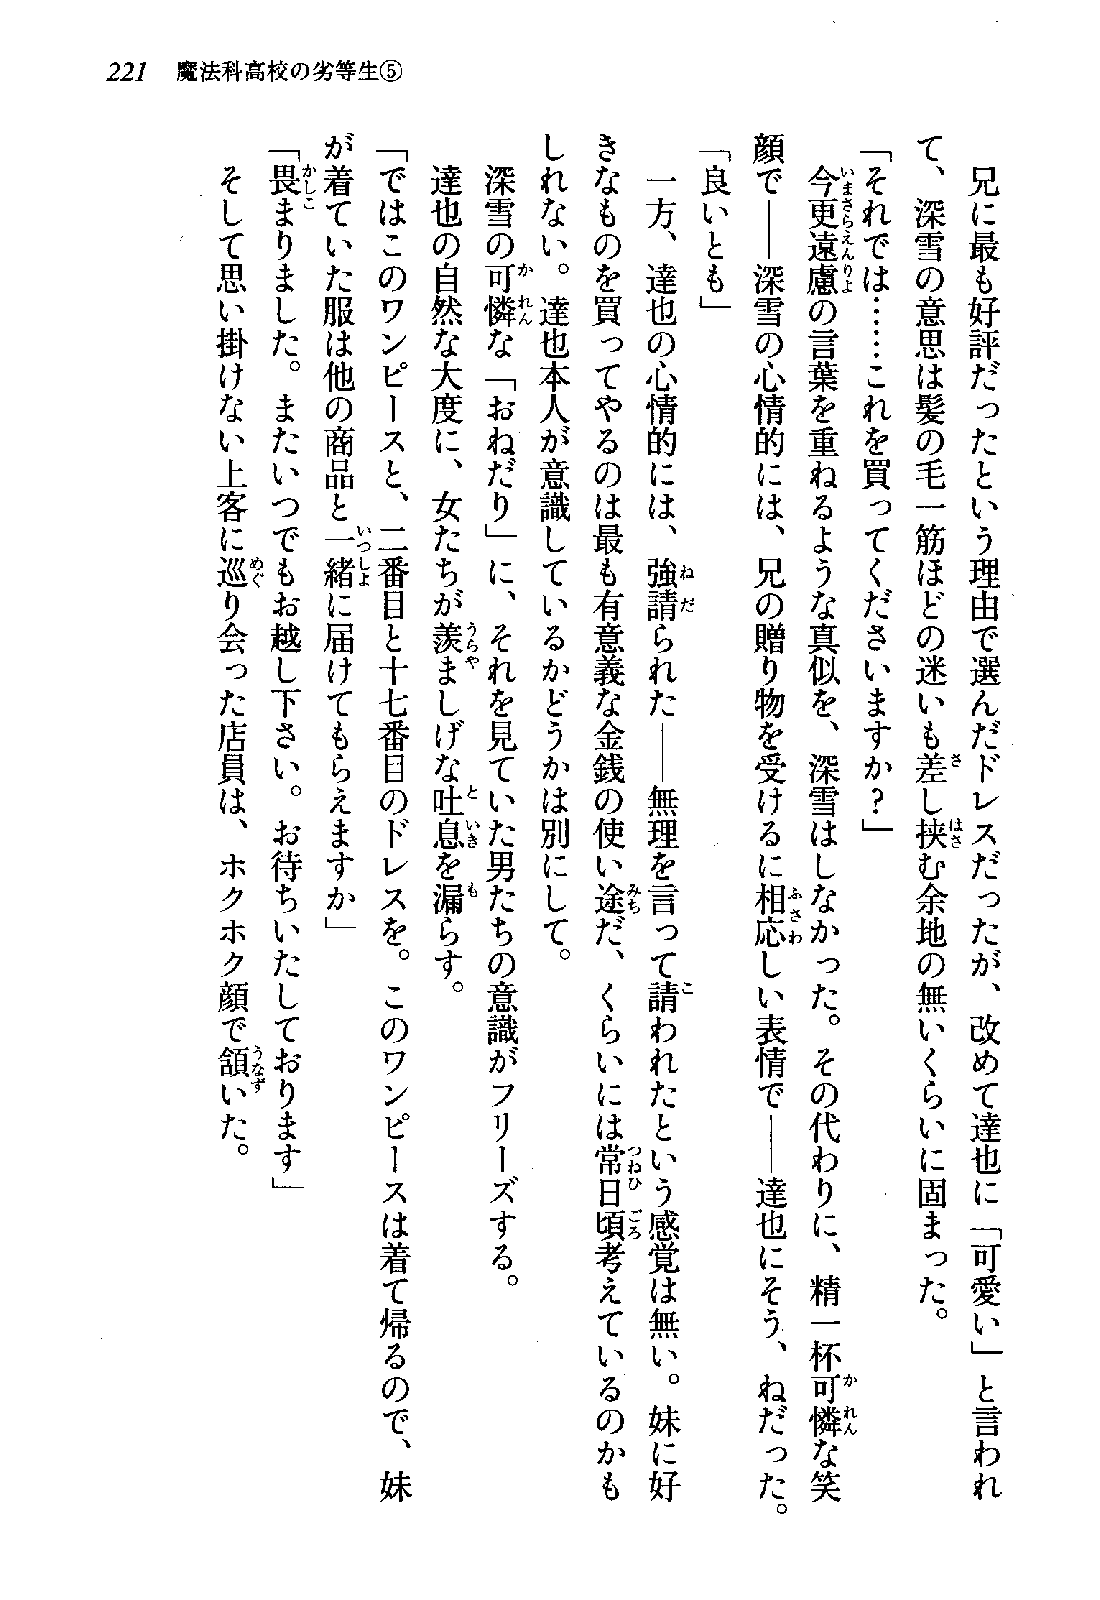 221 魔法科高校の劣等生⑤
兄に最も好評だったという理由で選んだドレスだったが、改めて達也に「可愛い」と言われ
て、深雪の意思は髪の毛一筋ほどの迷いも差し挟む余地の無いくらいに固まった。
「それでは……これを買ってくださいますか?」
今更遠慮の言葉を重ねるような真似を、深雪はしなかった。その代わりに、精一杯可憐な笑
顔で――深雪の心情的には、兄の贈り物を受けるに相応しい表情で――達也にそう、ねだった。
「良いとも」
一方、達也の心情的には、強請られた――無理を言って請われたという感覚は無い。妹に好
きなものを買ってやるのは最も有意義な金銭の使い途だ、くらいには常日頃考えているのかも
しれない。達也本人が意識しているかどうかは別にして。
深雪の可憐な「おねだり」に、それを見ていた男たちの意識がフリーズする。
達也の自然な大度に、女たちが羨ましげな吐息を漏らす。
「ではこのワンピースと、二番目と十七番目のドレスを。このワンピースは着て帰るので、妹
が着ていた服は他の商品と一緒に届けてもらえますか」
「畏まりました。またいつでもお越し下さい。お待ちいたしております」
そして思い掛けない上客に巡り会った店員は、ホクホク顔で頷いた。